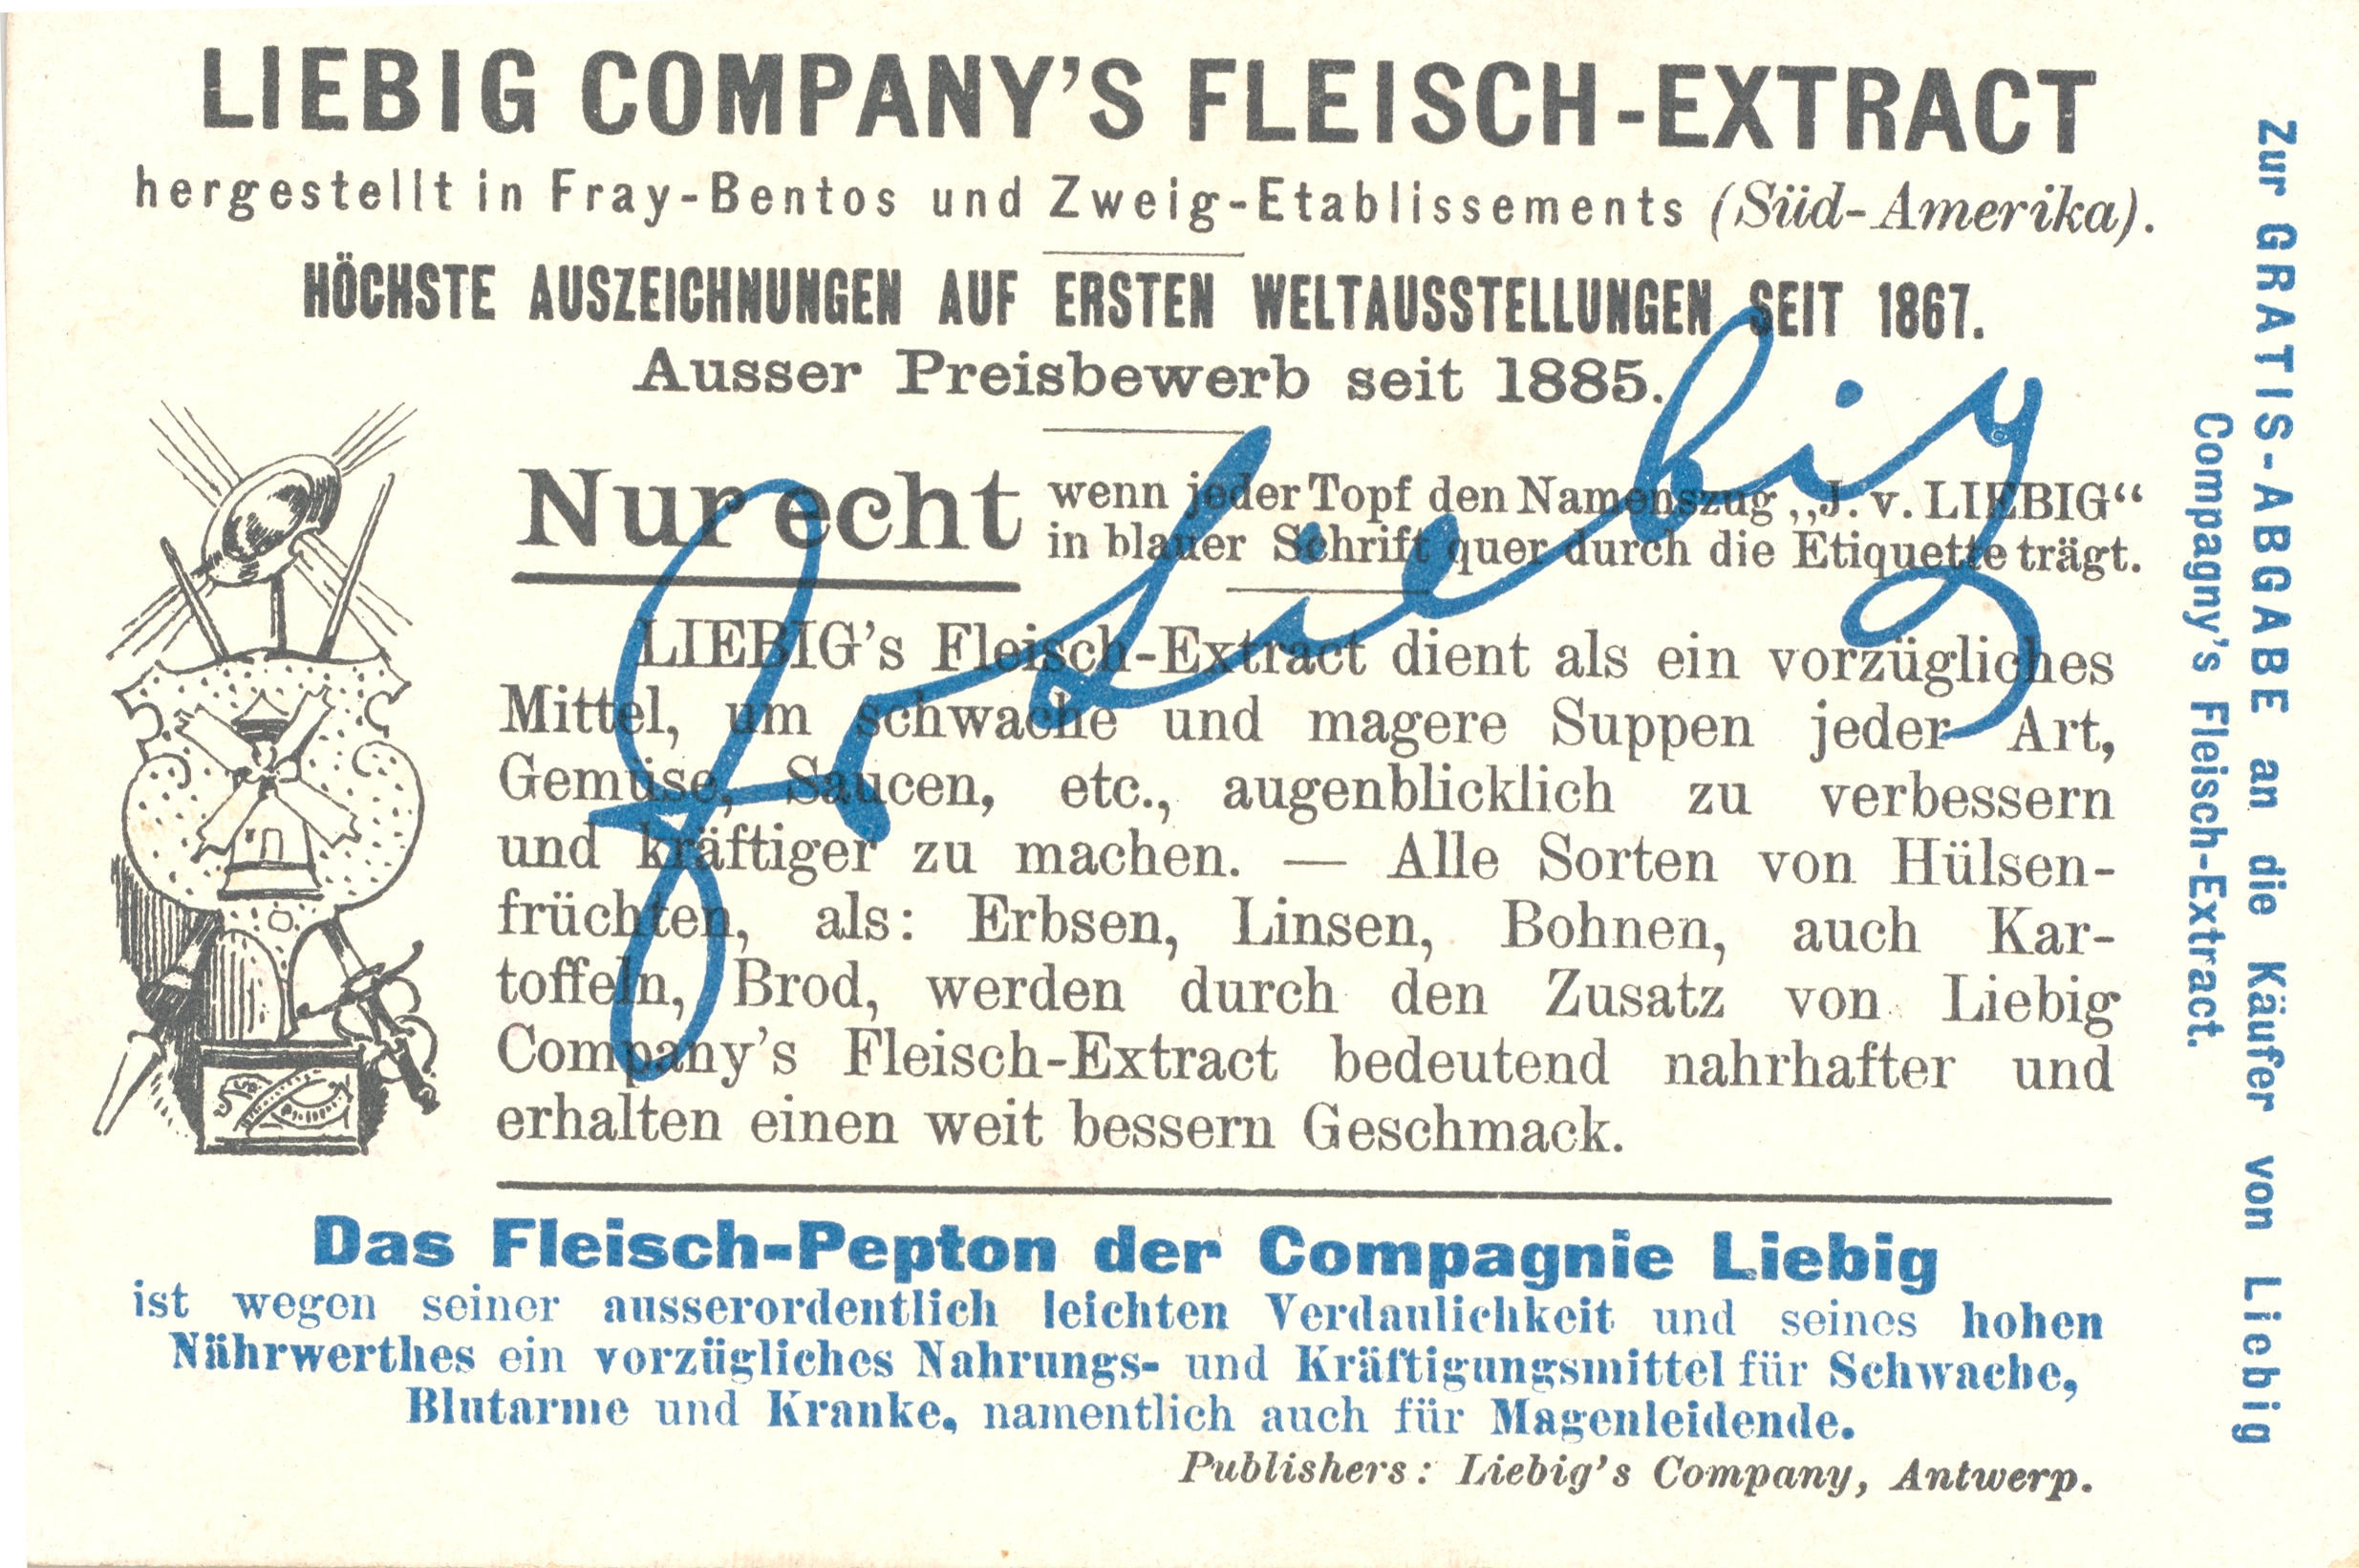 LIEBIG COMPANY'S FLEISCH-EXTRACT
hergestellt in Fray-Bentos und Zweig-Etablissements (Süd-Amerika).
HÖCHSTE AUSZEICHNUNGEN AUF ERSTEN WELTAUSSTELLUNGEN SEIT 1867.
Ausser Preisbewerb seit 1885.
Nur echt wenn jeder Topf den Namenszug „J. v. LIEBIG“
in blauer Schrift quer durch die Etiquette trägt.
LIEBIG's Fleisch-Extract dient als ein vorzügliches
Mittel, um schwache und magere Suppen jeder Art,
Gemüse, Saucen, etc., augenblicklich zu verbessern
und kräftiger zu machen. — Alle Sorten von Hülsen-
früchten, als: Erbsen, Linsen, Bohnen, auch Kar-
toffeln, Brod, werden durch den Zusatz von Liebig
Company's Fleisch-Extract bedeutend nahrhafter und
erhalten einen weit bessern Geschmack.
J v Liebig
Das Fleisch-Pepton der Compagnie Liebig
ist wegen seiner ausserordentlich leichten Verdaulichkeit und seines hohen
Nährwerthes ein vorzügliches Nahrungs- und Kräftigungsmittel für Schwache,
Blutarme und Kranke, namentlich auch für Magenleidende.
Publishers: Liebig's Company, Antwerp.
Zur GRATIS-ABGABE an die Käufer von Liebig
Compagny's Fleisch-Extract.